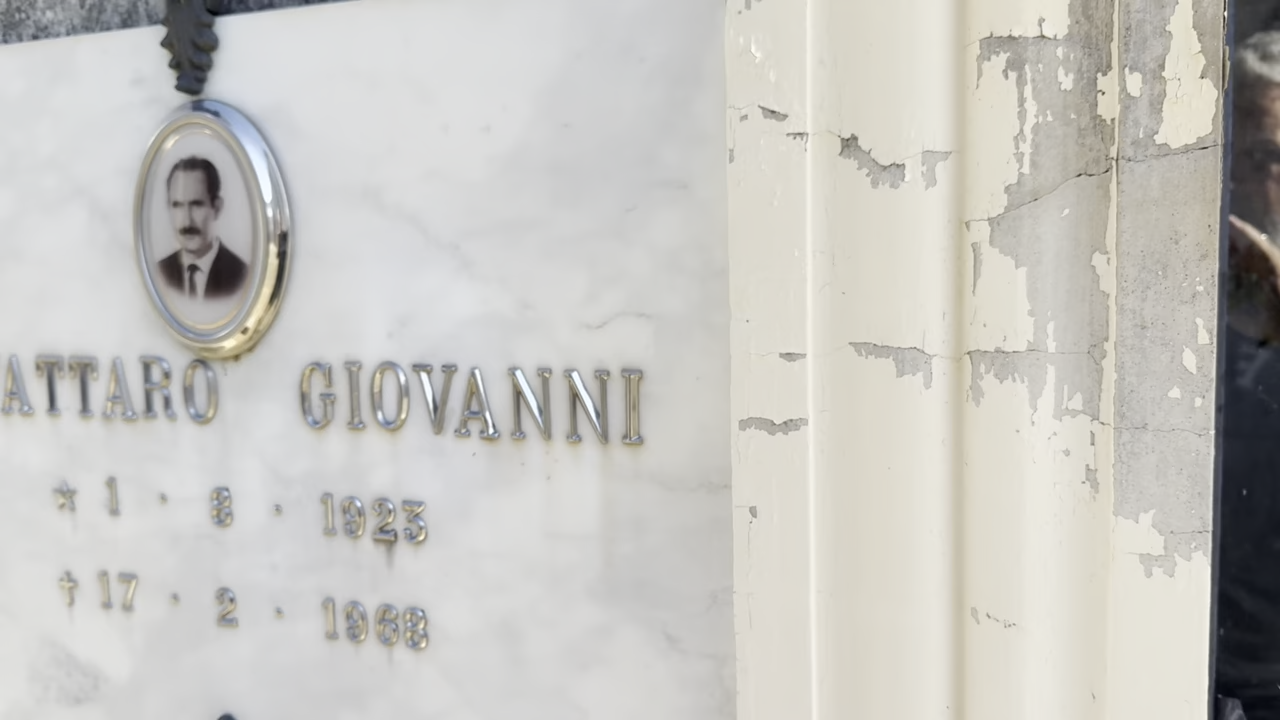 ATTARO GIOVANNI
* 1 · 8 · 1923
† 17 · 2 · 1968